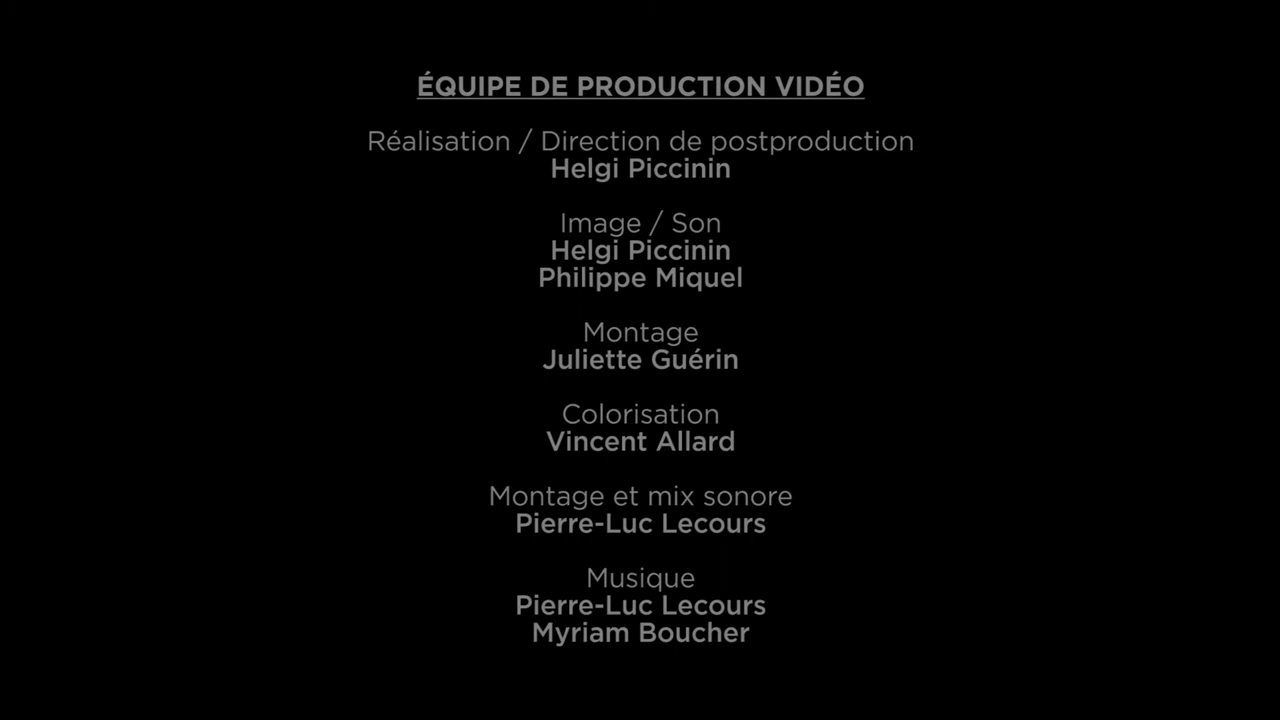 ÉQUIPE DE PRODUCTION VIDÉO
Réalisation / Direction de postproduction
Helgi Piccinin
Image / Son
Helgi Piccinin
Philippe Miquel
Montage
Juliette Guérin
Colorisation
Vincent Allard
Montage et mix sonore
Pierre-Luc Lecours
Musique
Pierre-Luc Lecours
Myriam Boucher